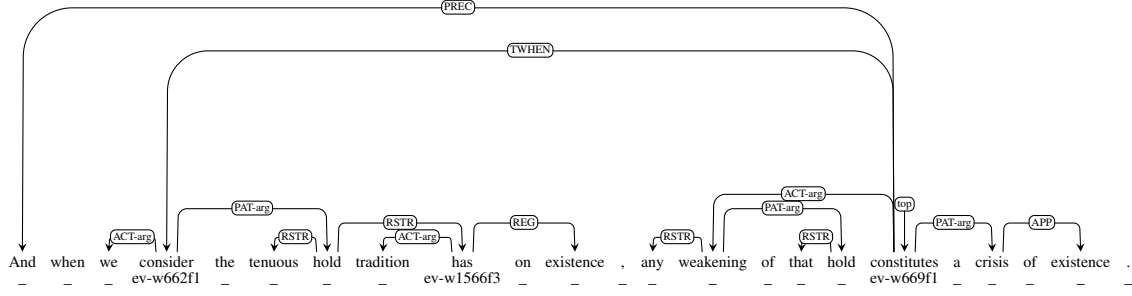 PREC
TWHEN
ACT-arg
PAT-arg PAT-arg top
RSTR REG PAT-arg APP
ACT-arg RSTR ACT-arg RSTR RSTR
And when we consider the tenuous hold tradition has on existence , any weakening of that hold constitutes a crisis of existence .
_ _ _ ev-w662f1 _ _ _ _ ev-w1566f3 _ _ _ _ _ _ _ _ ev-w669f1 _ _ _ _ _